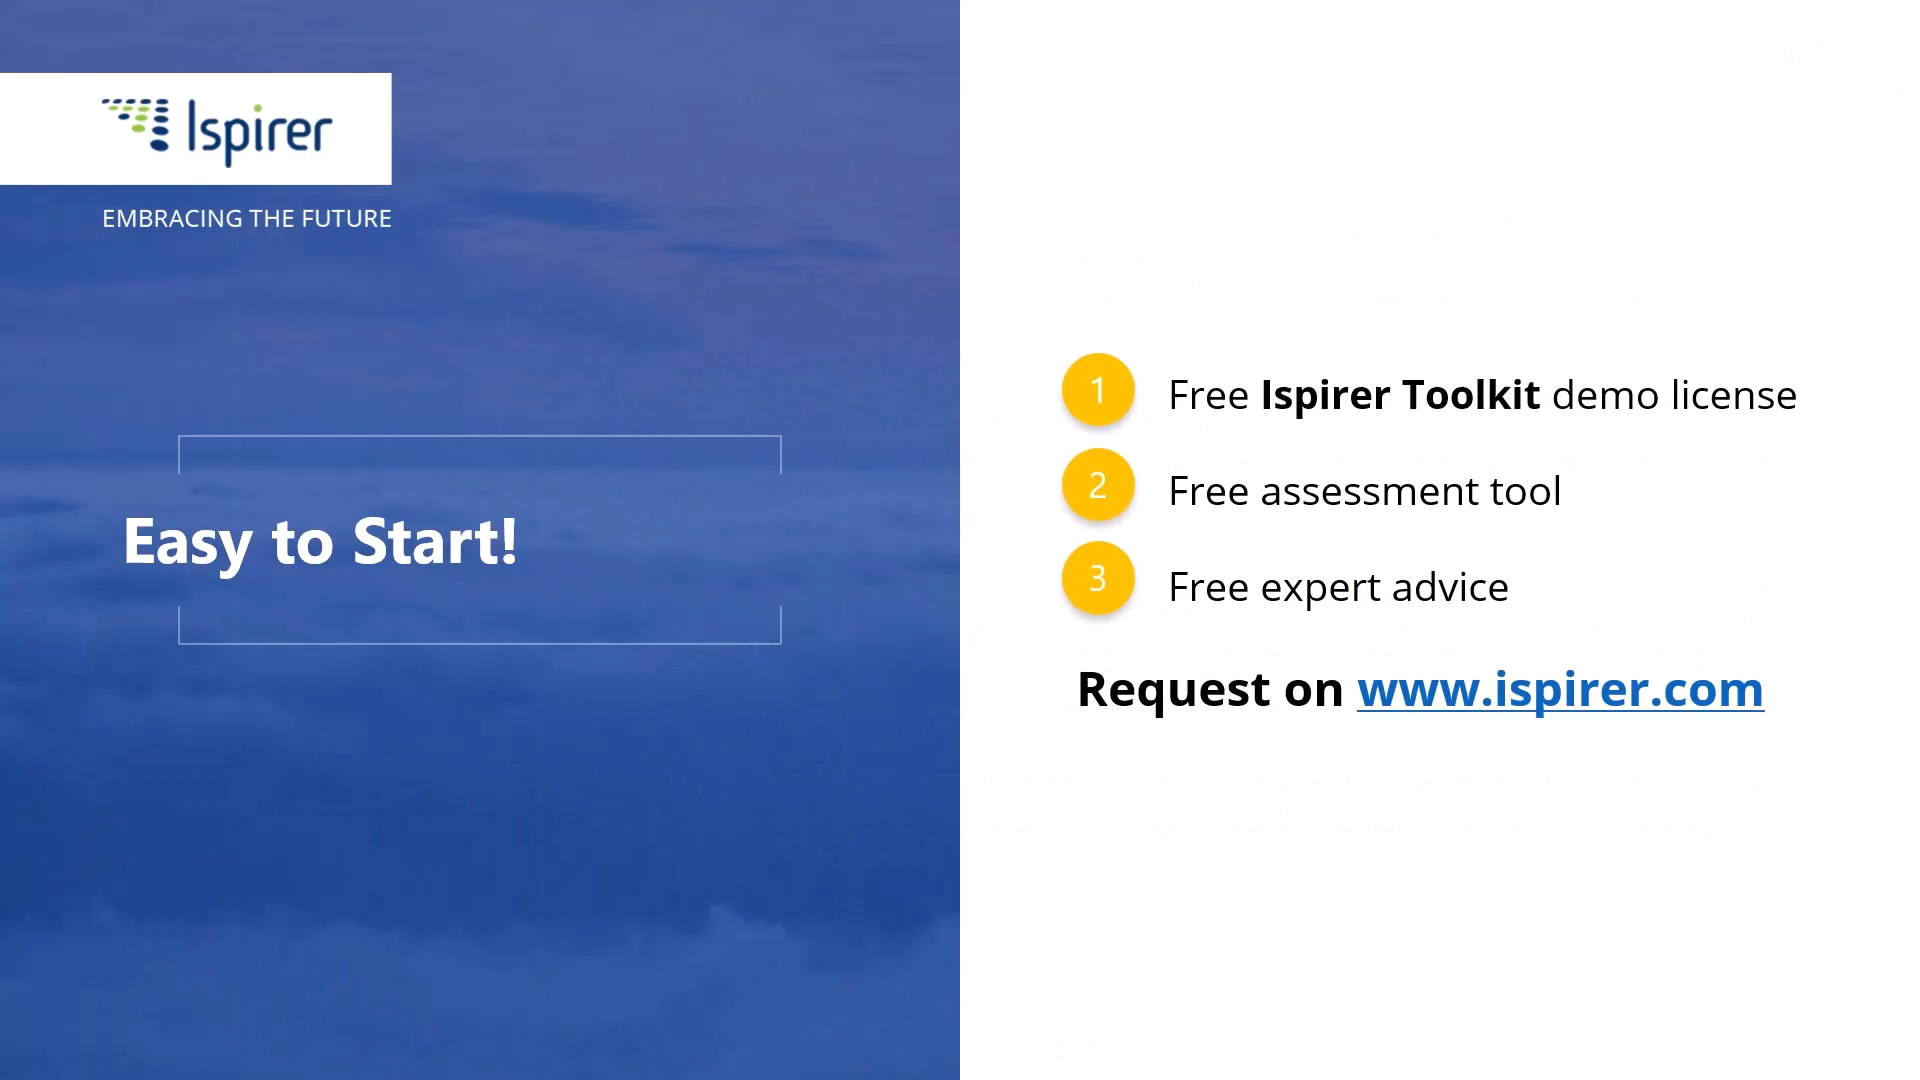 Ispirer
EMBRACING THE FUTURE
Easy to Start!
1 Free Ispirer Toolkit demo license
2 Free assessment tool
3 Free expert advice
Request on www.ispirer.com